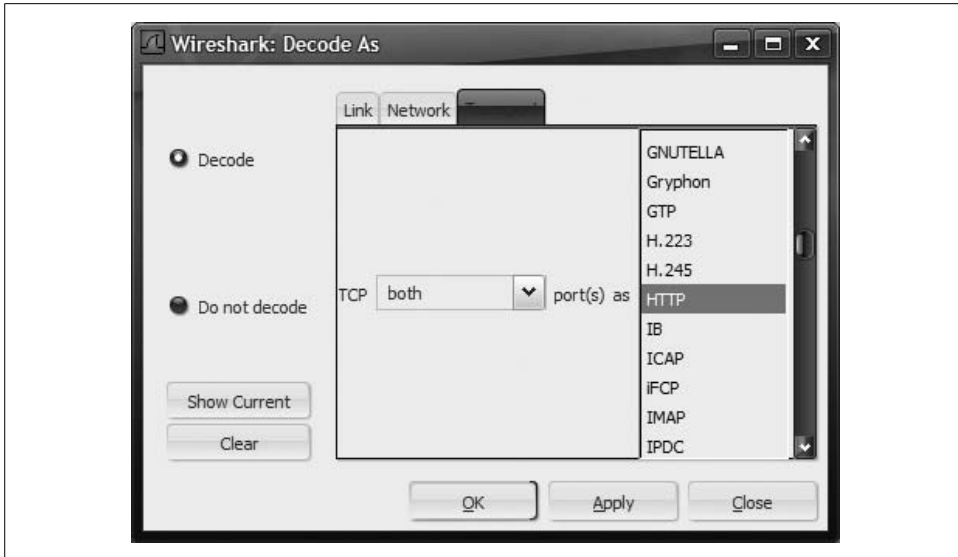 Wireshark: Decode As
Link Network
Decode
Do not decode
Show Current
Clear
TCP both port(s) as
GNUTELLA
Gryphon
GTP
H.223
H.245
HTTP
IB
ICAP
iFCP
IMAP
IPDC
OK Apply Close